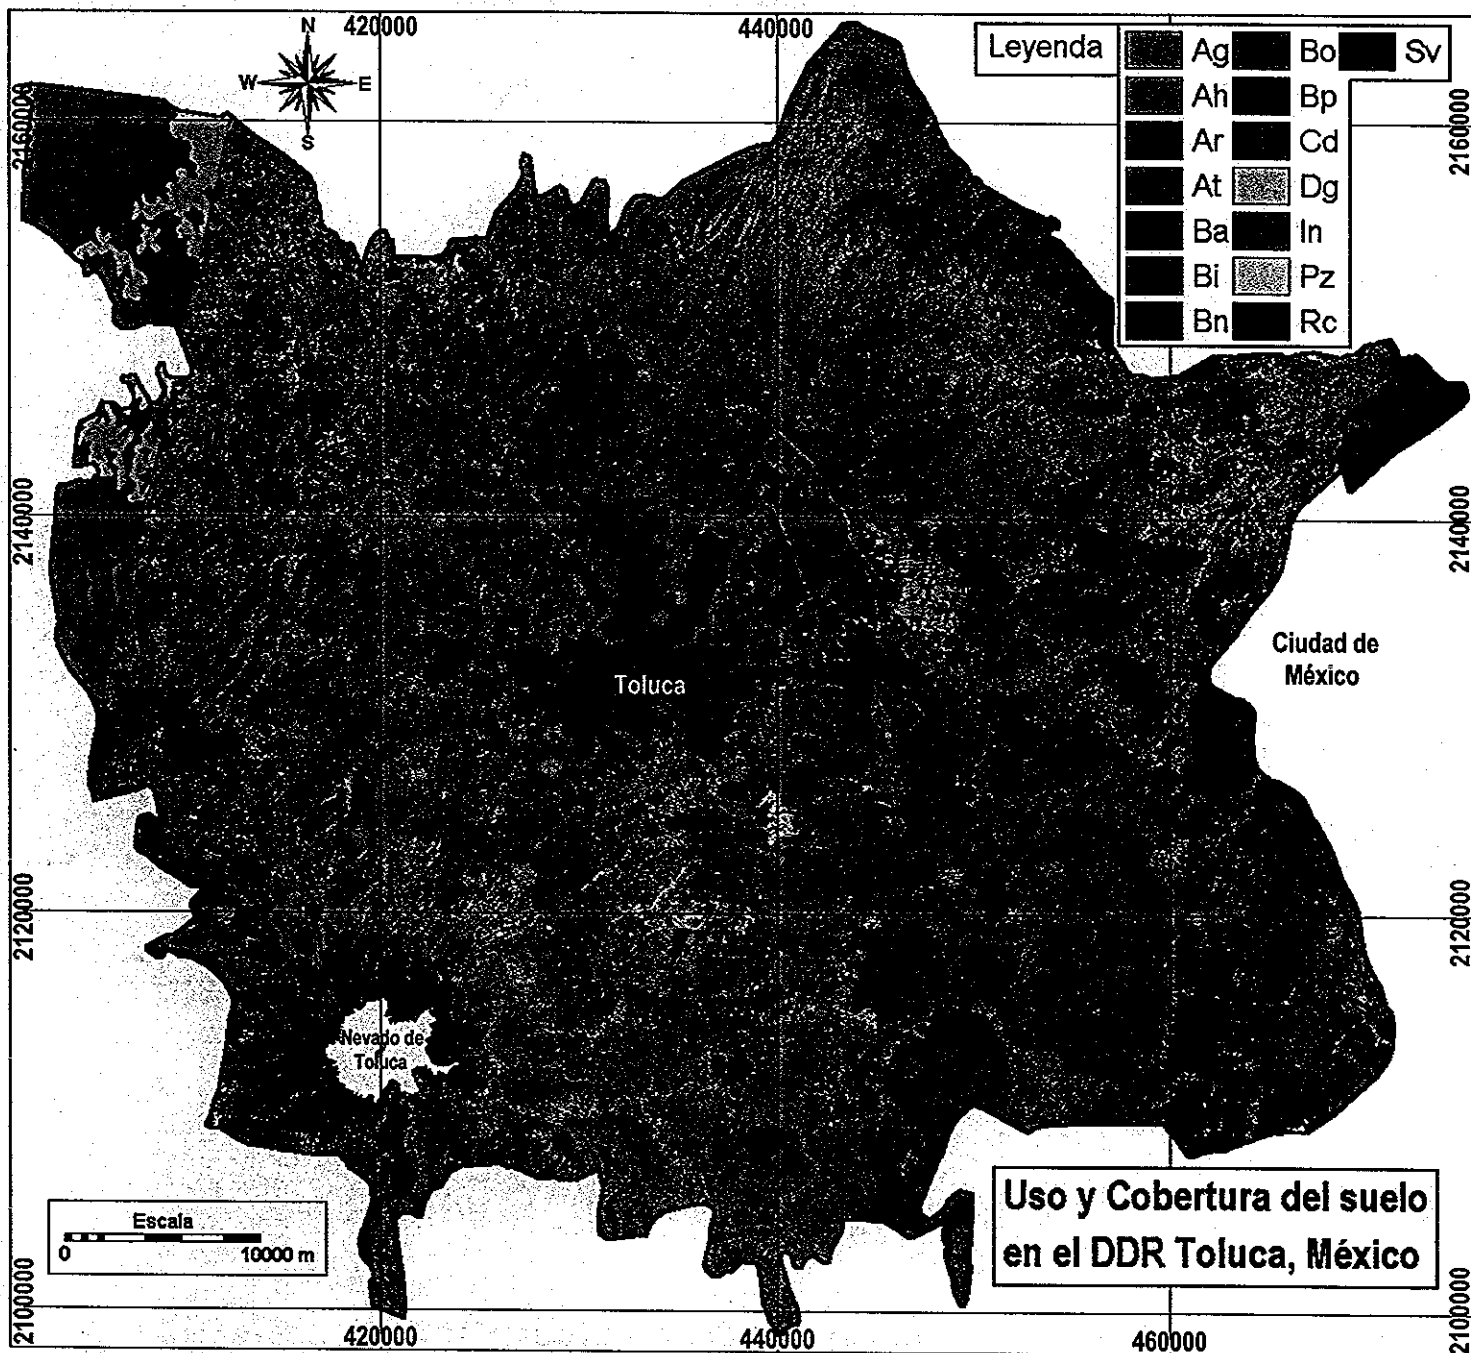 420000
440000
N
W
E
S
Leyenda
Ag
Bo
Sv
Ah
Bp
Ar
Cd
At
Dg
Ba
In
Bi
Pz
Bn
Rc
2160000
2160000
2140000
2140000
Ciudad de
México
Toluca
2120000
2120000
Nevado de
Toluca
Escala
0
10000 m
Uso y Cobertura del suelo
en el DDR Toluca, México
2100000
2100000
420000
440000
460000